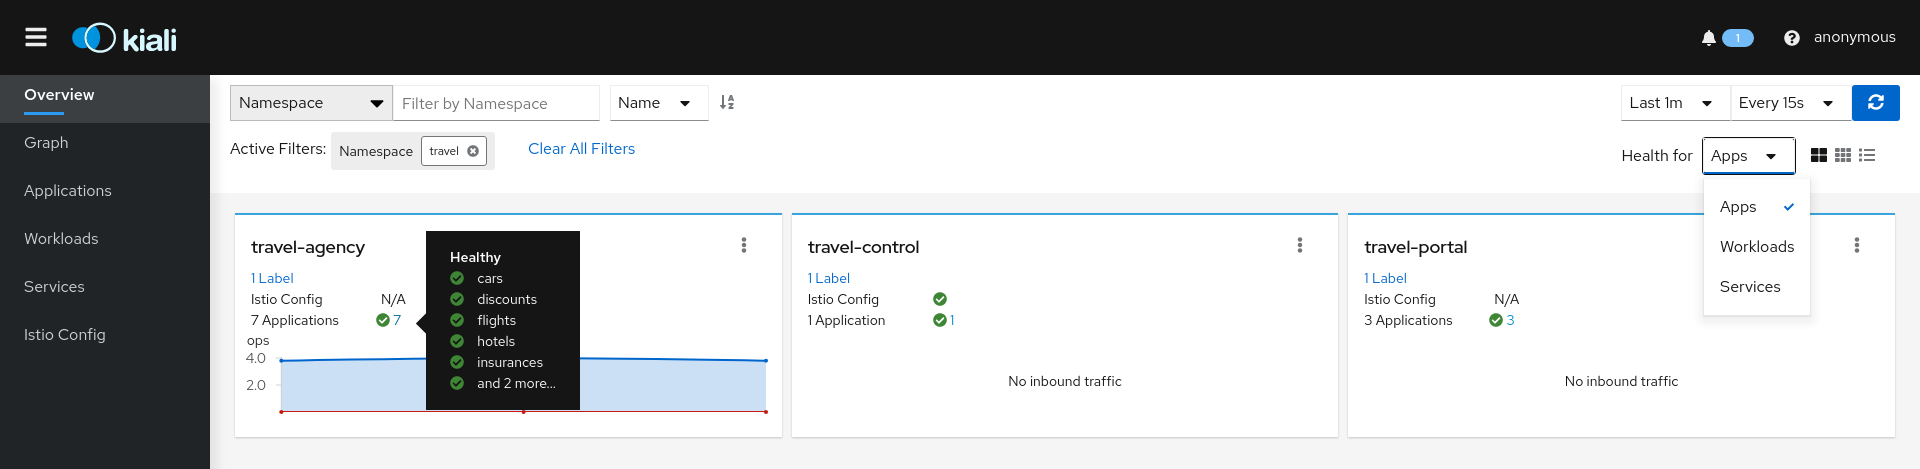 kiali
1
anonymous
Overview
Graph
Applications
Workloads
Services
Istio Config
Namespace
Filter by Namespace
Name
Last 1m
Every 15s
Active Filters:
Namespace
travel
Clear All Filters
Health for
Apps
Apps
Workloads
Services
travel-agency
1 Label
Istio Config N/A
7 Applications 7
ops
4.0
2.0
Healthy
cars
discounts
flights
hotels
insurances
and 2 more...
travel-control
1 Label
Istio Config
1 Application 1
No inbound traffic
travel-portal
1 Label
Istio Config N/A
3 Applications 3
No inbound traffic